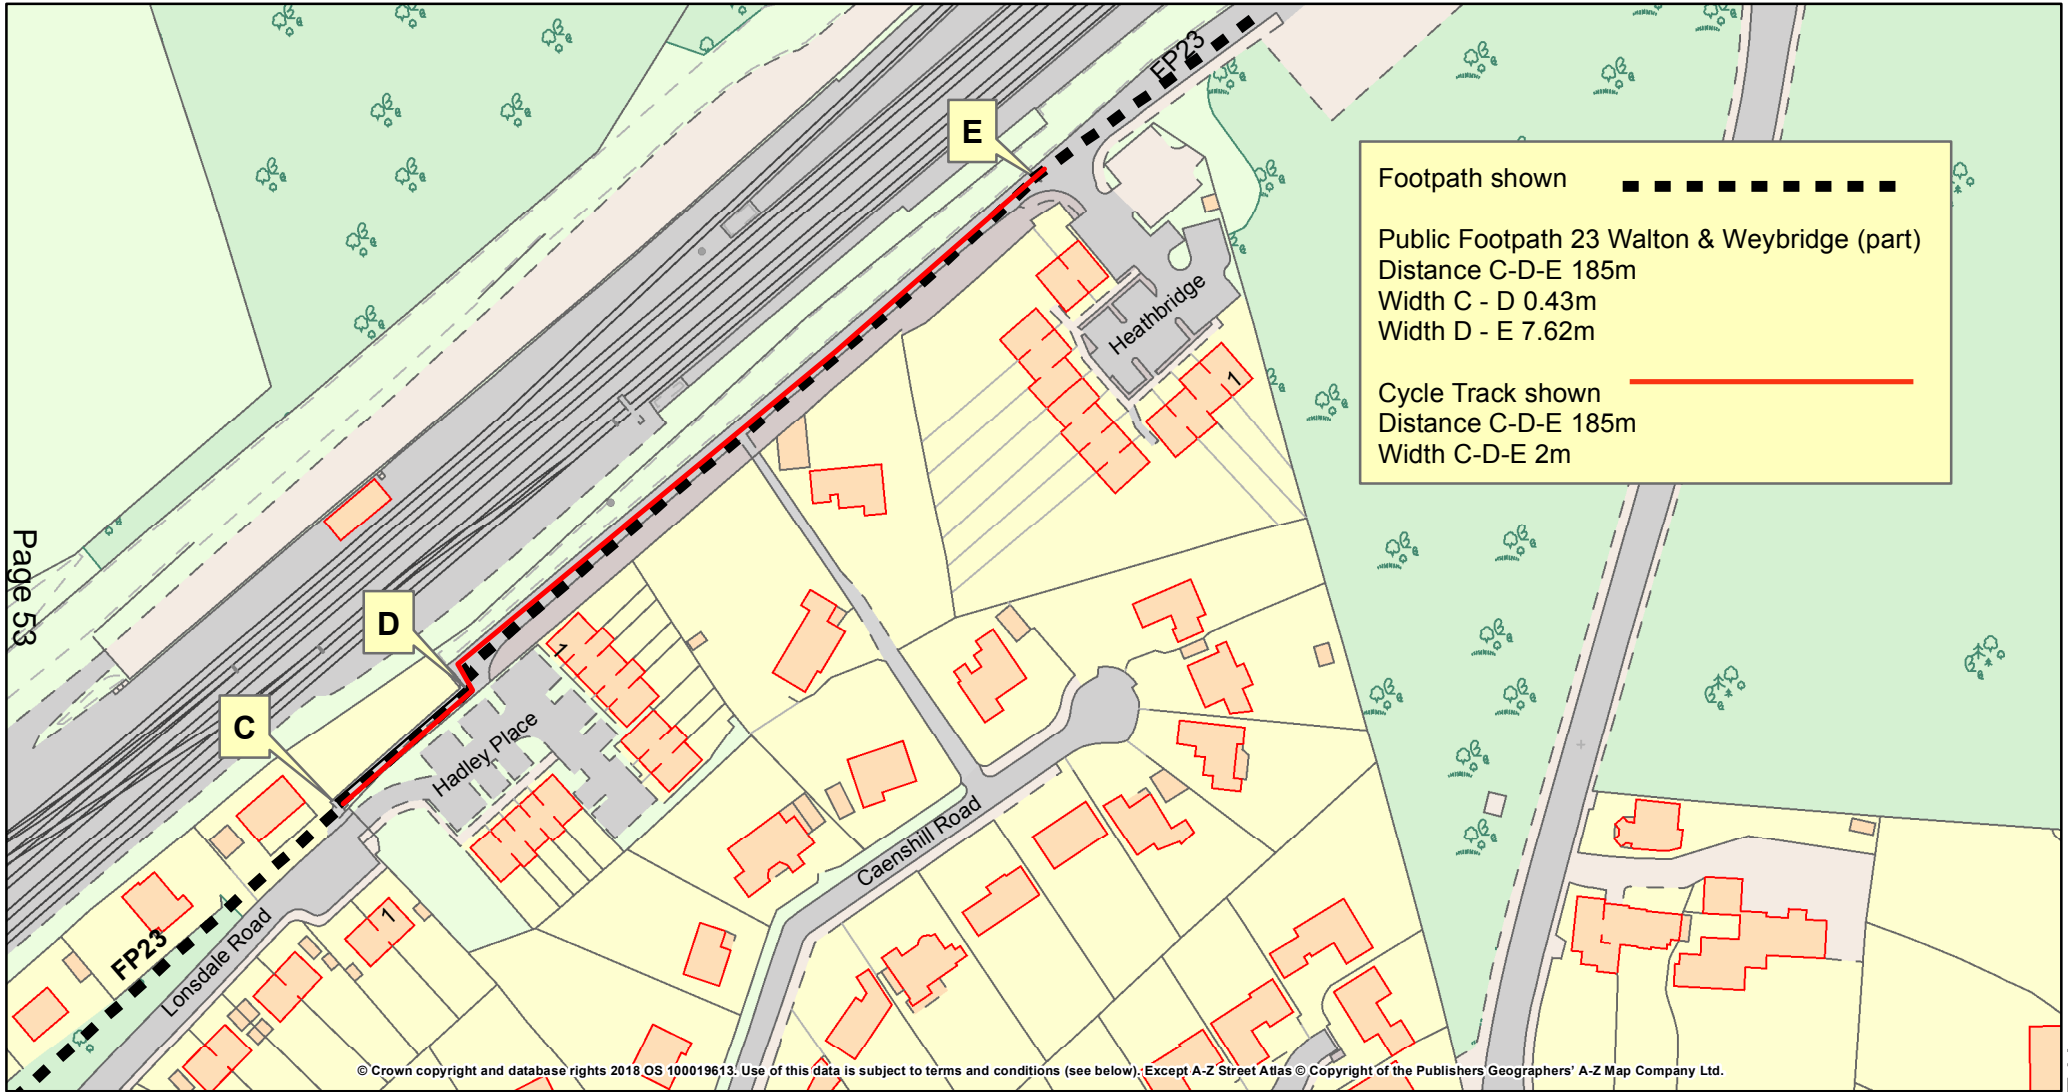 FP23
E
Footpath shown
Public Footpath 23 Walton & Weybridge (part)
Distance C-D-E 185m
Width C - D 0.43m
Width D - E 7.62m
Cycle Track shown
Distance C-D-E 185m
Width C-D-E 2m
Heathbridge
1
Page 53
D
1
C
Hadley Place
Caenshill Road
1
FP23
Lonsdale Road
© Crown copyright and database rights 2018 OS 100019613. Use of this data is subject to terms and conditions (see below). Except A-Z Street Atlas © Copyright of the Publishers Geographers' A-Z Map Company Ltd.